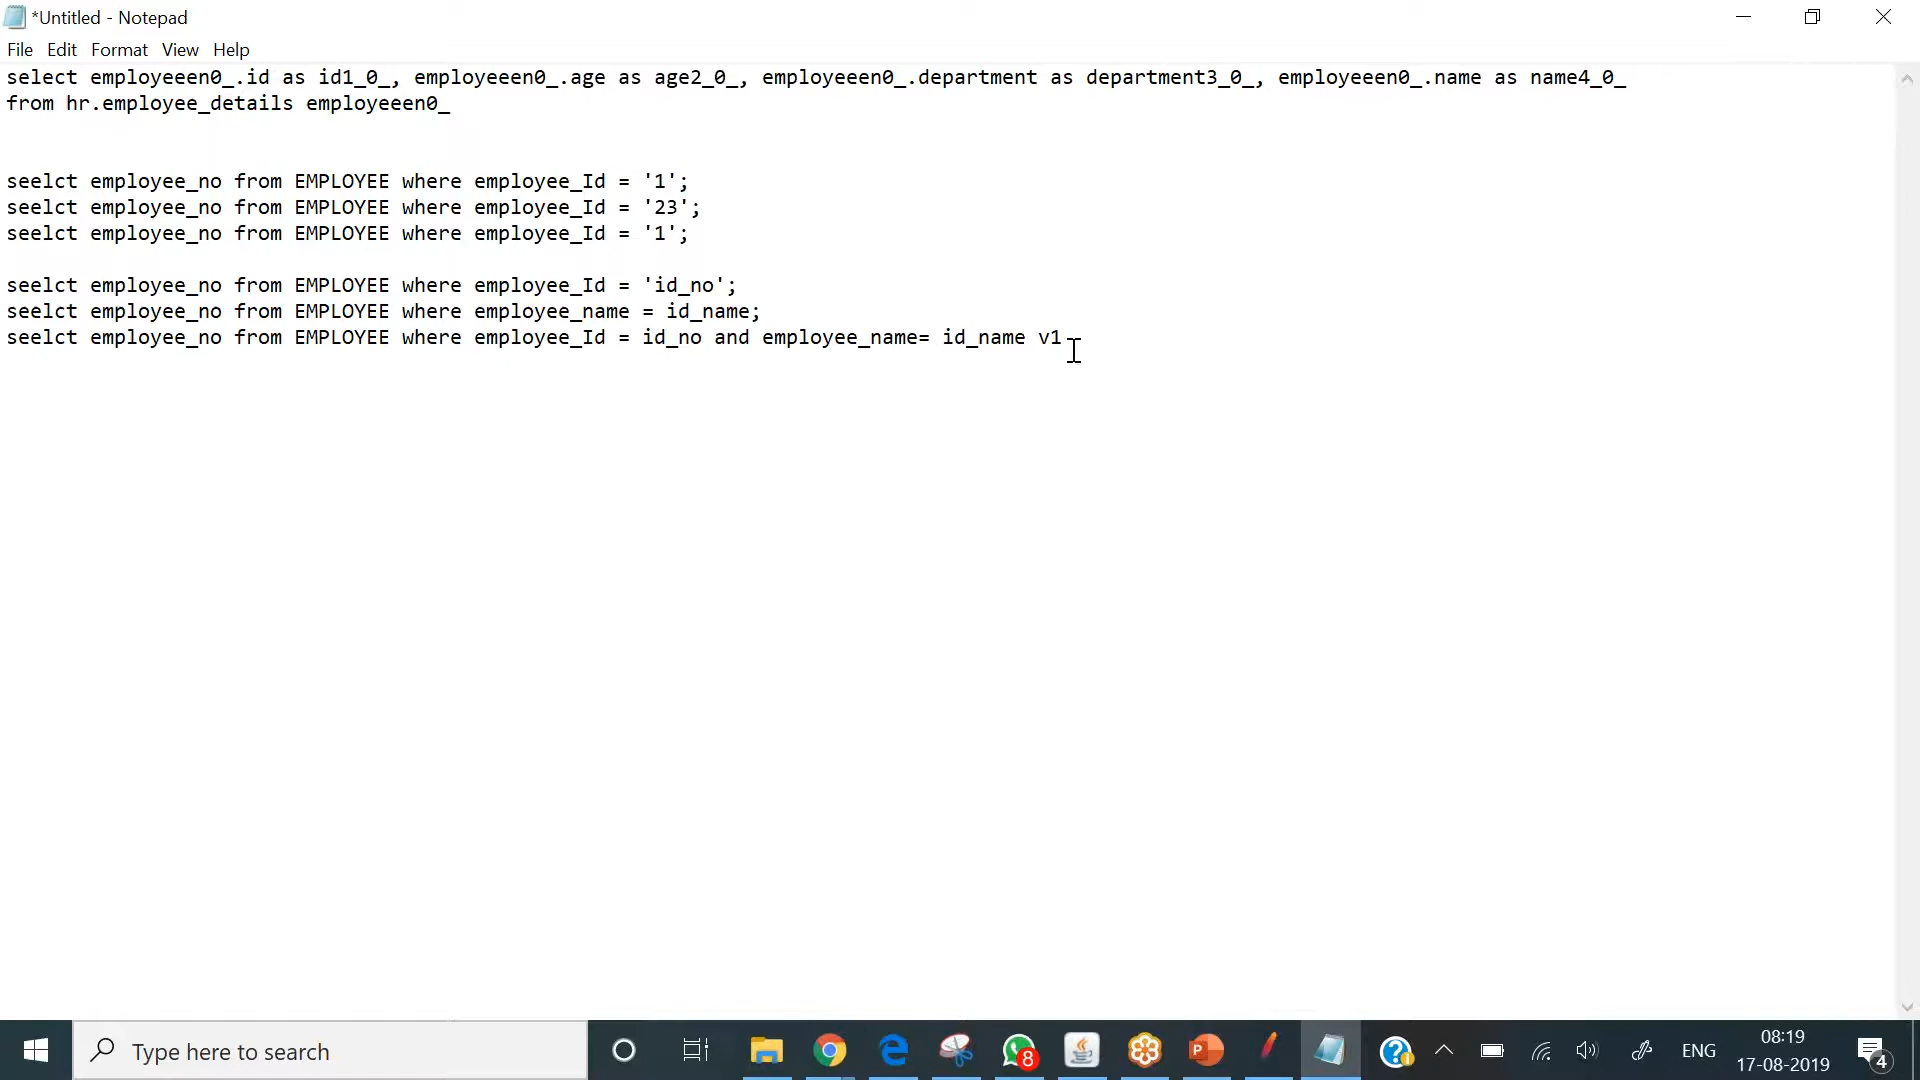 *Untitled - Notepad
File Edit Format View Help
select employeeen0_.id as id1_0_, employeeen0_.age as age2_0_, employeeen0_.department as department3_0_, employeeen0_.name as name4_0_
from hr.employee_details employeeen0_
seelct employee_no from EMPLOYEE where employee_Id = '1';
seelct employee_no from EMPLOYEE where employee_Id = '23';
seelct employee_no from EMPLOYEE where employee_Id = '1';
seelct employee_no from EMPLOYEE where employee_Id = 'id_no';
seelct employee_no from EMPLOYEE where employee_name = id_name;
seelct employee_no from EMPLOYEE where employee_Id = id_no and employee_name= id_name v1
Type here to search
8
P
ENG
08:19
17-08-2019
4